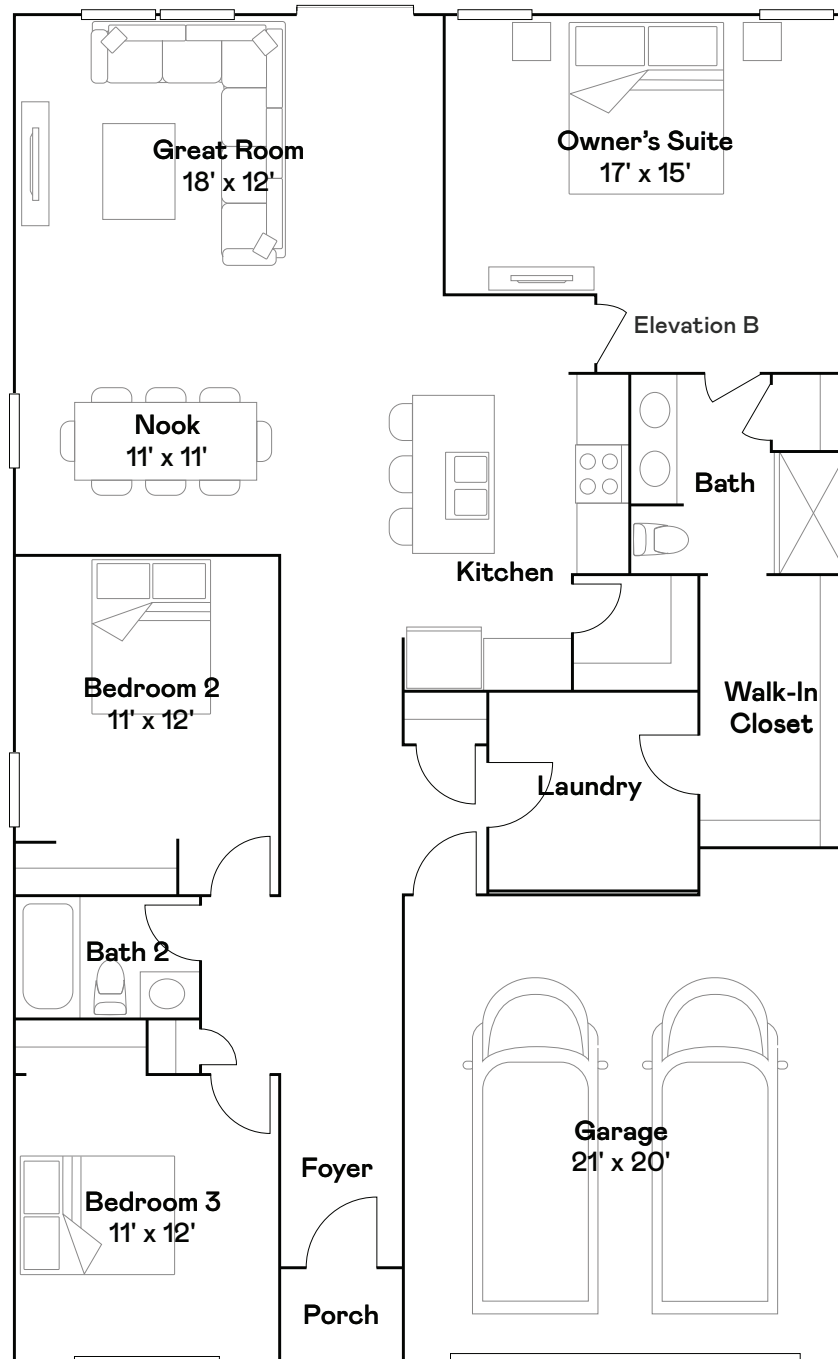 Great Room
18' x 12'
Owner's Suite
17' x 15'
Elevation B
Nook
11' x 11'
Bath
Kitchen
Bedroom 2
11' x 12'
Walk-In
Closet
Laundry
Bath 2
Garage
21' x 20'
Foyer
Bedroom 3
11' x 12'
Porch